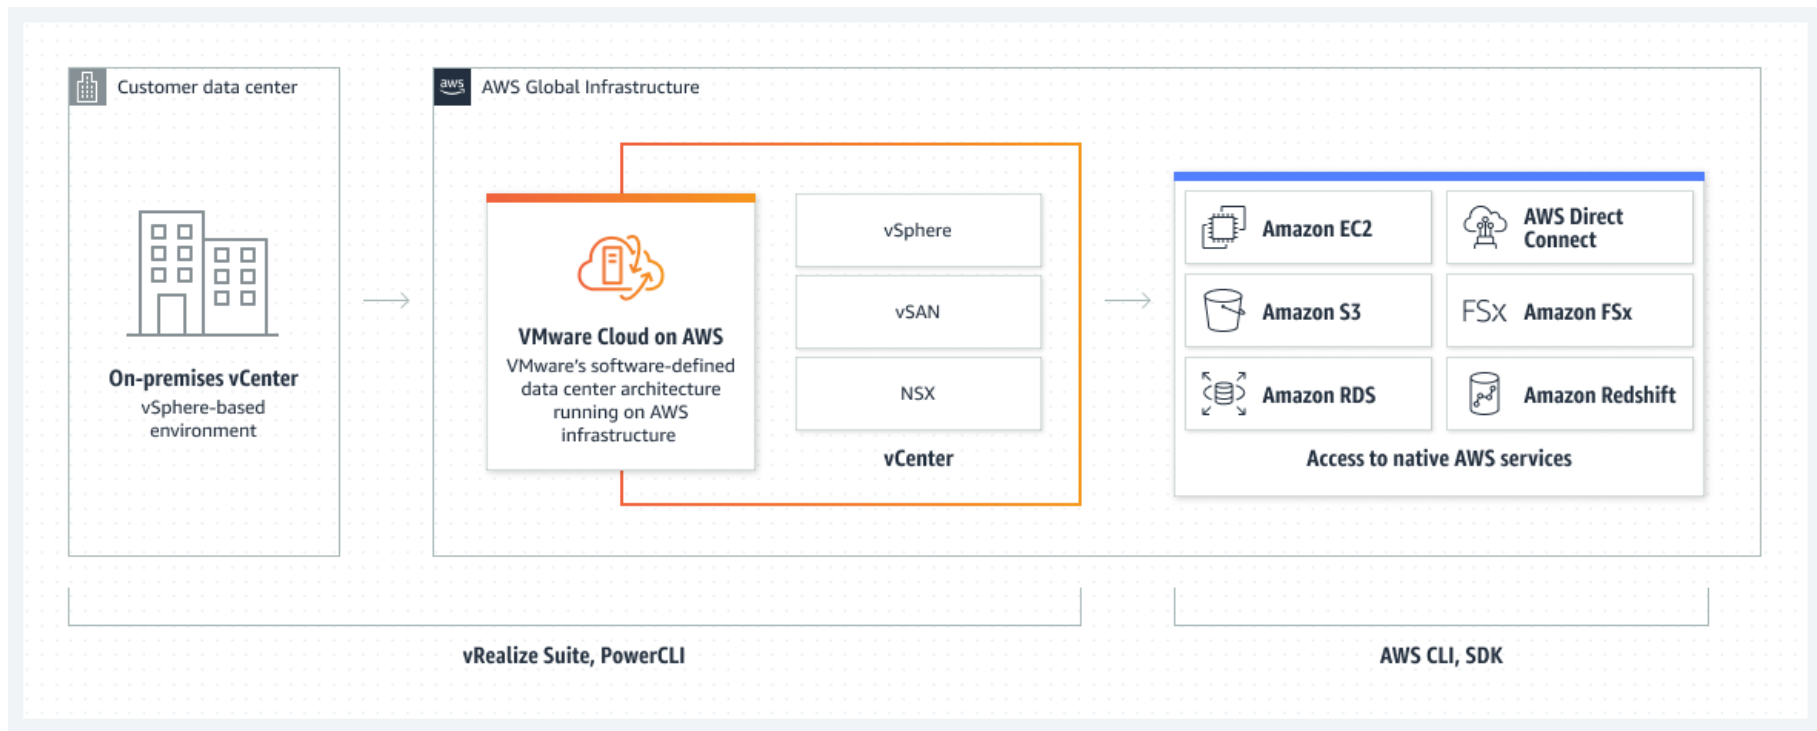 Customer data center
aws
AWS Global Infrastructure
On-premises vCenter
vSphere-based
environment
VMware Cloud on AWS
VMware’s software-defined
data center architecture
running on AWS
infrastructure
vSphere
vSAN
NSX
vCenter
Amazon EC2
AWS Direct
Connect
Amazon S3
FSx Amazon FSx
Amazon RDS
Amazon Redshift
Access to native AWS services
vRealize Suite, PowerCLI
AWS CLI, SDK